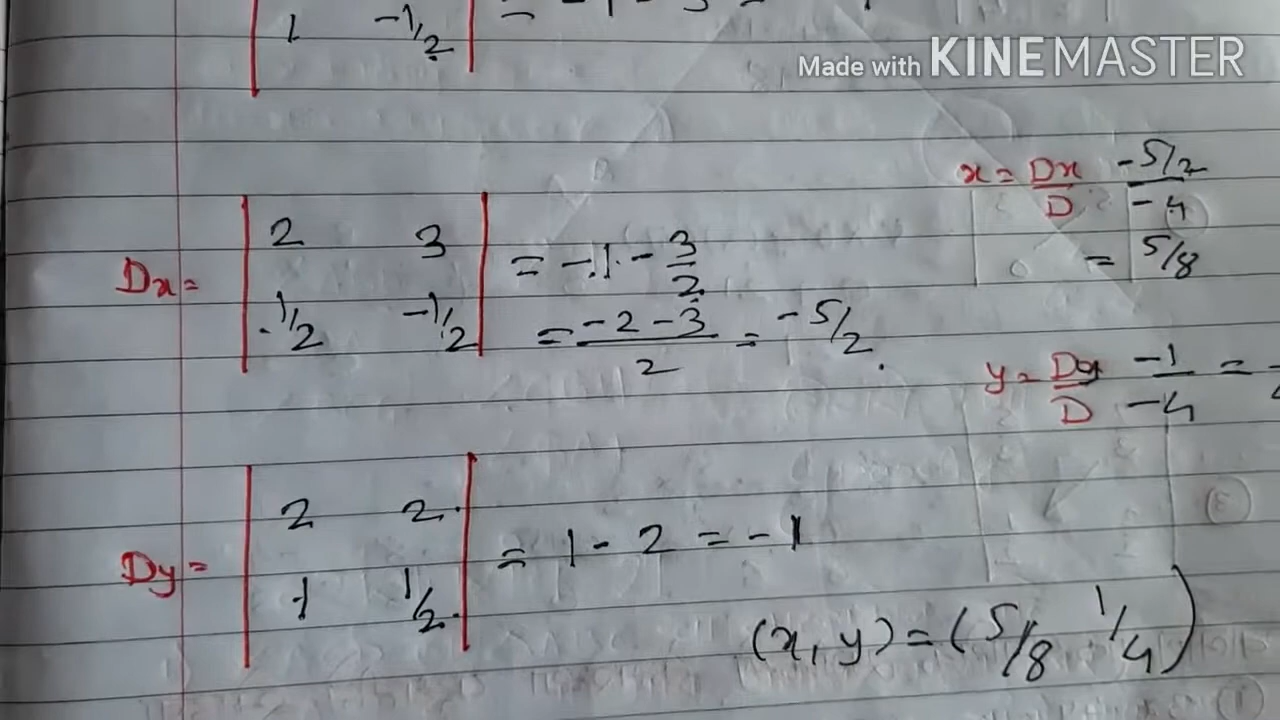 1 -1/2
Made with KINEMASTER
Dx = | 2 3 | = -1 - 3/2
| 1/2 -1/2 | = (-2-3)/2 = -5/2
x = Dx/D (-5/2)/(-4)
= 5/8
y = Dy/D -1/-4 =
Dy = | 2 2 | = 1 - 2 = -1
| 1 1/2 |
(x, y) = (5/8 1/4)